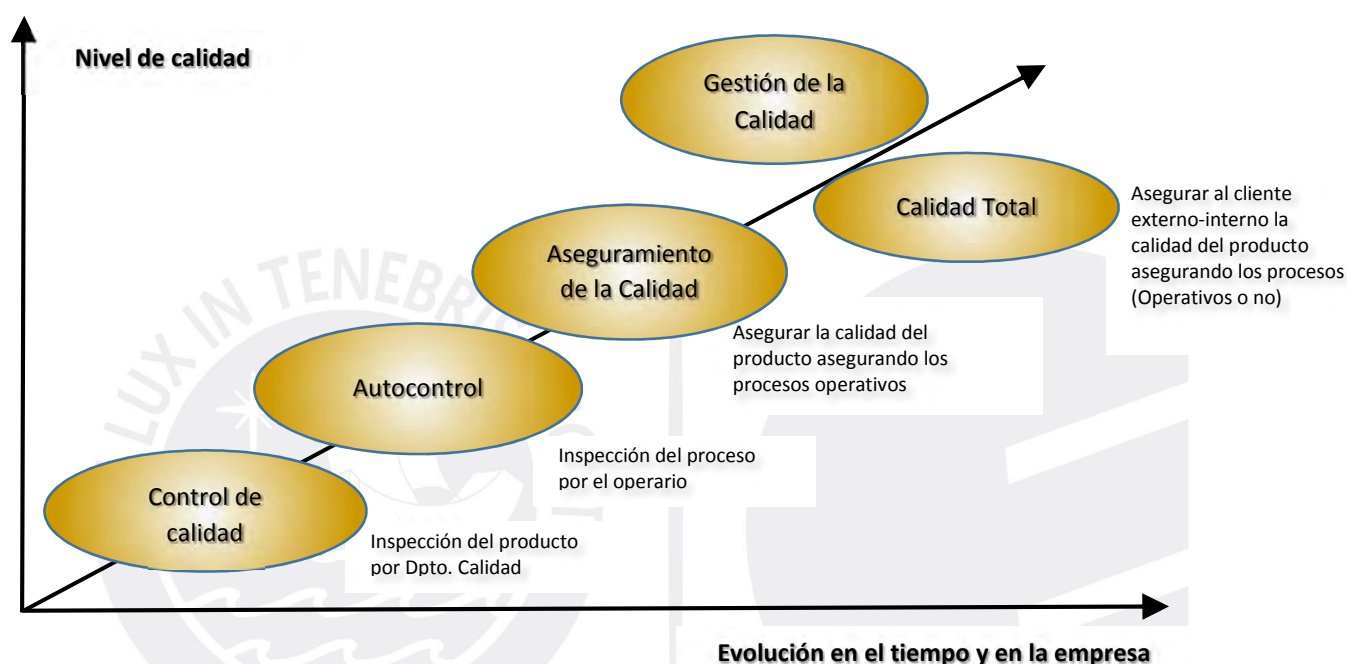 Nivel de calidad
Gestión de la
Calidad
Calidad Total
Asegurar al cliente
externo-interno la
calidad del producto
asegurando los procesos
(Operativos o no)
Aseguramiento
de la Calidad
Asegurar la calidad del
producto asegurando los
procesos operativos
LUX IN TENEBRIS
Autocontrol
Inspección del proceso
por el operario
Control de
calidad
Inspección del producto
por Dpto. Calidad
Evolución en el tiempo y en la empresa